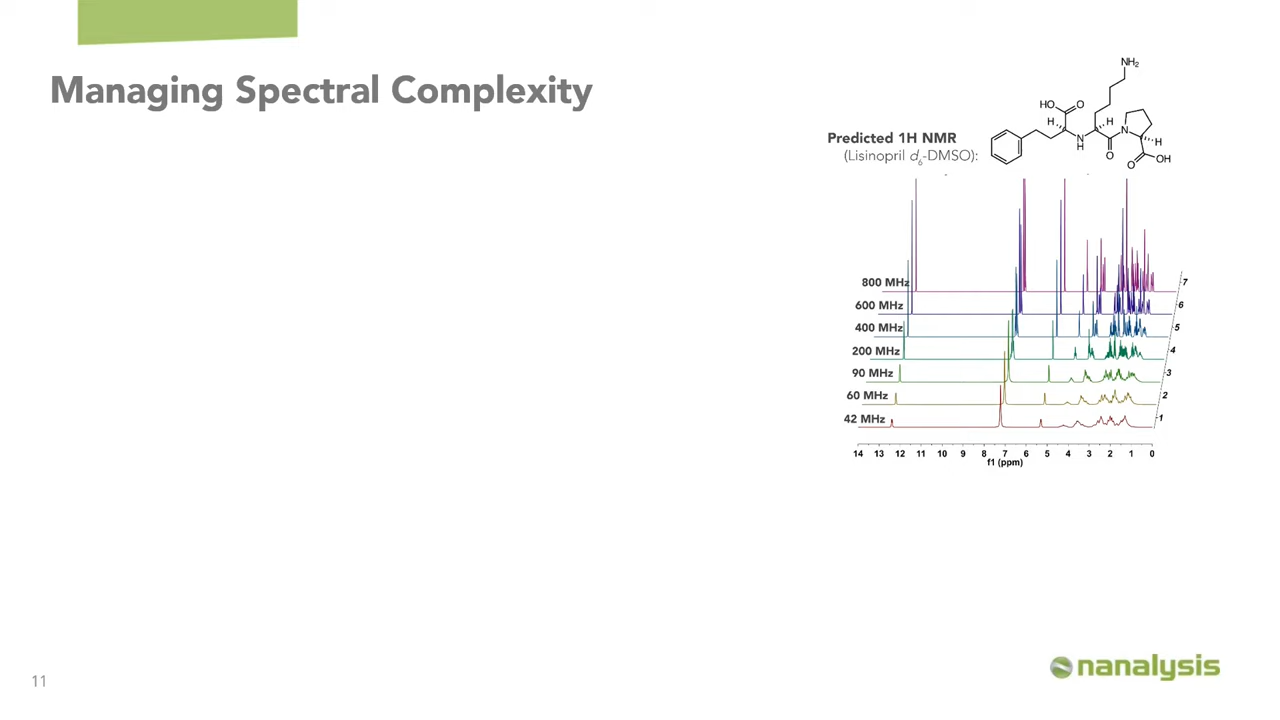 Managing Spectral Complexity
Predicted 1H NMR
(Lisinopril d6-DMSO):
NH2
HO
O
H
H
N
H
N
O
H
O
OH
800 MHz
7
600 MHz
6
400 MHz
5
200 MHz
4
90 MHz
3
60 MHz
2
42 MHz
1
14 13 12 11 10 9 8 7 6 5 4 3 2 1 0
f1 (ppm)
nanalysis
11